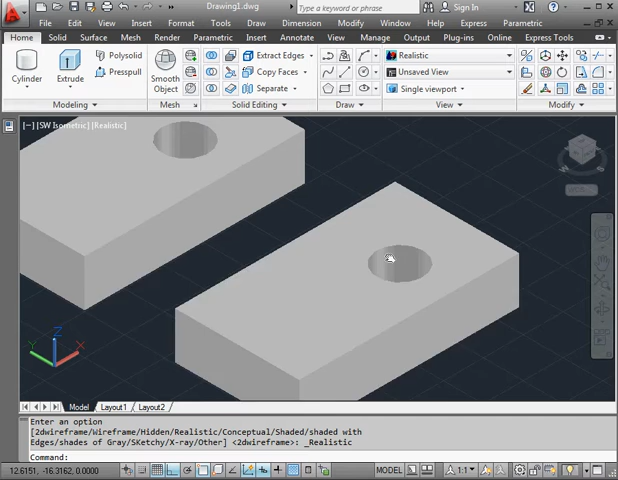 Drawing1.dwg
Type a keyword or phrase
Sign In
Edit View Insert Format Tools Draw Dimension Modify Window Help Express Parametric
Home Solid Surface Mesh Render Parametric Insert Annotate View Manage Output Plug-ins Online Express Tools
Cylinder
Extrude
Polysolid
Presspull
Smooth
Object
Extract Edges
Copy Faces
Separate
Realistic
Unsaved View
Single viewport
Modeling Mesh Solid Editing Draw View Modify
[−][SW Isometric][Realistic]
Z
Y
X
Model Layout1 Layout2
Enter an option
[2dwireframe/Wireframe/Hidden/Realistic/Conceptual/Shaded/shaded with
Edges/shades of Gray/SKetchy/X-ray/Other] <2dwireframe>: _Realistic
Command:
12.6151, -16.3162, 0.0000
MODEL
1:1